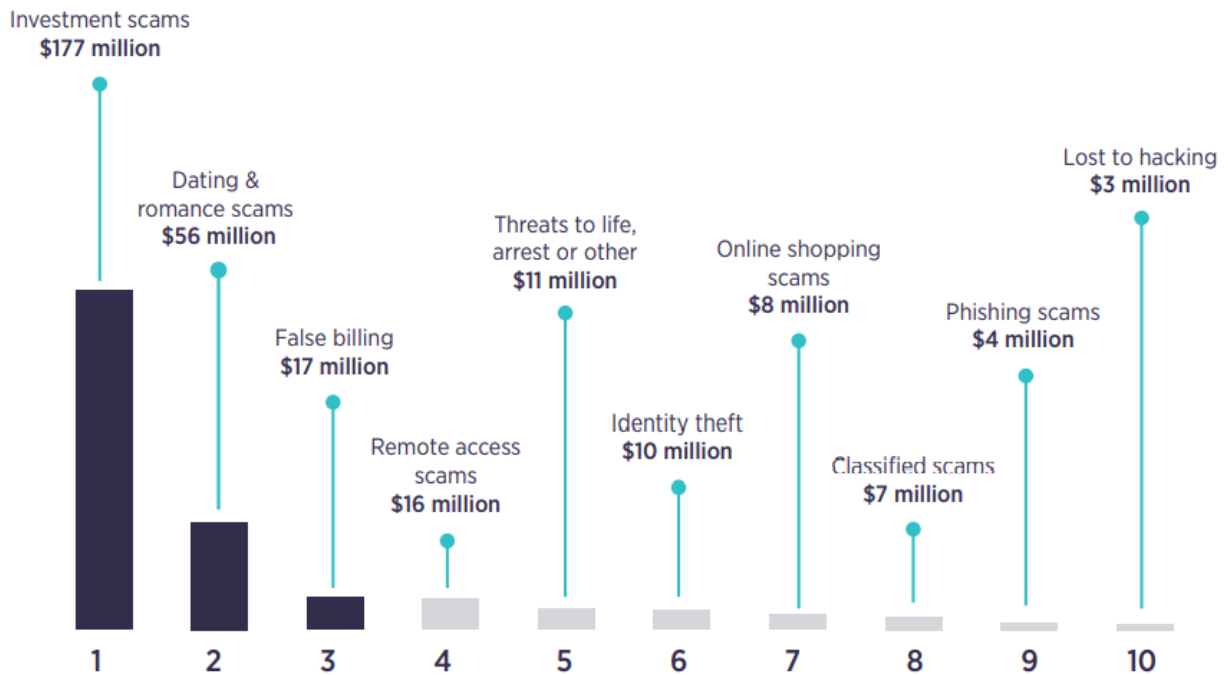 Investment scams
$177 million
Dating &
romance scams
$56 million
False billing
$17 million
Remote access
scams
$16 million
Threats to life,
arrest or other
$11 million
Identity theft
$10 million
Online shopping
scams
$8 million
Classified scams
$7 million
Phishing scams
$4 million
Lost to hacking
$3 million
1 2 3 4 5 6 7 8 9 10